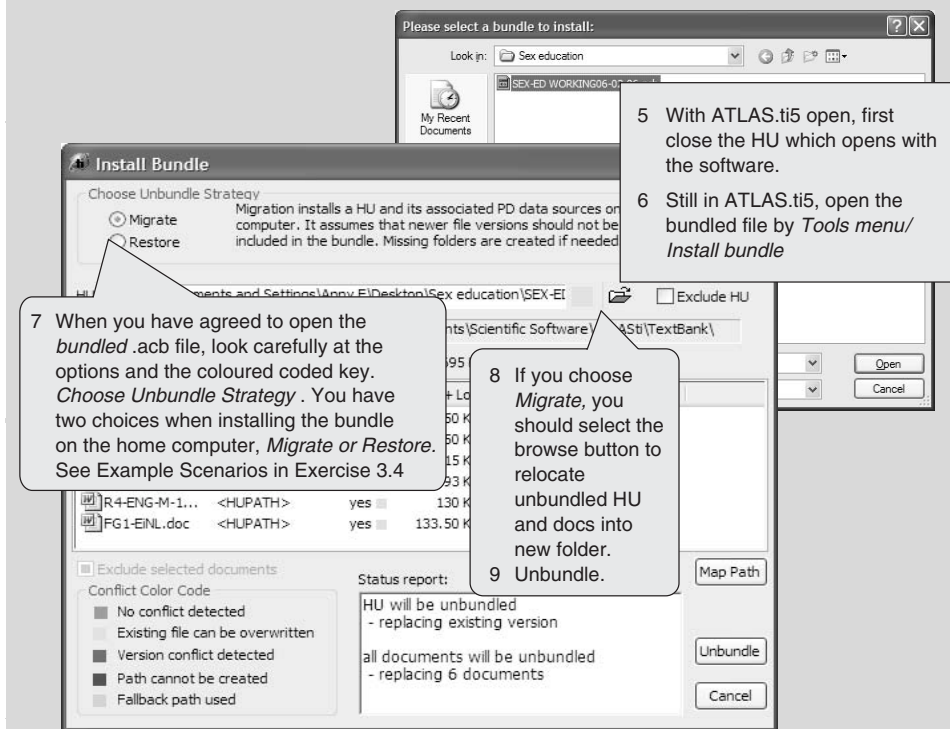 Please select a bundle to install:
Look in: Sex education
My Recent
Documents
5 With ATLAS.ti5 open, first
close the HU which opens with
the software.
6 Still in ATLAS.ti5, open the
bundled file by Tools menu/
Install bundle
Open
Cancel
Install Bundle
Choose Unbundle Strategy
Migrate
Restore
Migration installs a HU and its associated PD data sources on
computer. It assumes that newer file versions should not be
included in the bundle. Missing folders are created if needed
and Settings\Anny E\Desktop\Sex education\SEX-E
Exclude HU
\Scientific Software\ \TextBank\
7 When you have agreed to open the
bundled .acb file, look carefully at the
options and the coloured coded key.
Choose Unbundle Strategy . You have
two choices when installing the bundle
on the home computer, Migrate or Restore.
See Example Scenarios in Exercise 3.4
8 If you choose
Migrate, you
should select the
browse button to
relocate
unbundled HU
and docs into
new folder.
9 Unbundle.
R4-ENG-M-1... <HUPATH> yes 130 K
FG1-EiNL.doc <HUPATH> yes 133.50 K
Exclude selected documents
Conflict Color Code
No conflict detected
Existing file can be overwritten
Version conflict detected
Path cannot be created
Fallback path used
Status report:
HU will be unbundled
- replacing existing version
all documents will be unbundled
- replacing 6 documents
Map Path
Unbundle
Cancel